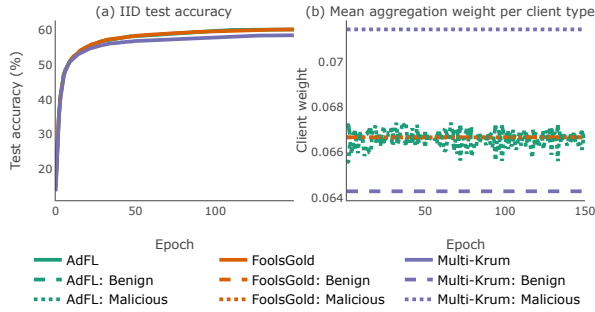 (a) IID test accuracy
(b) Mean aggregation weight per client type
Test accuracy (%)
60
50
40
30
20
0
50
100
Epoch
Client weight
0.07
0.068
0.066
0.064
50
100
150
Epoch
AdFL
FoolsGold
Multi-Krum
AdFL: Benign
FoolsGold: Benign
Multi-Krum: Benign
AdFL: Malicious
FoolsGold: Malicious
Multi-Krum: Malicious